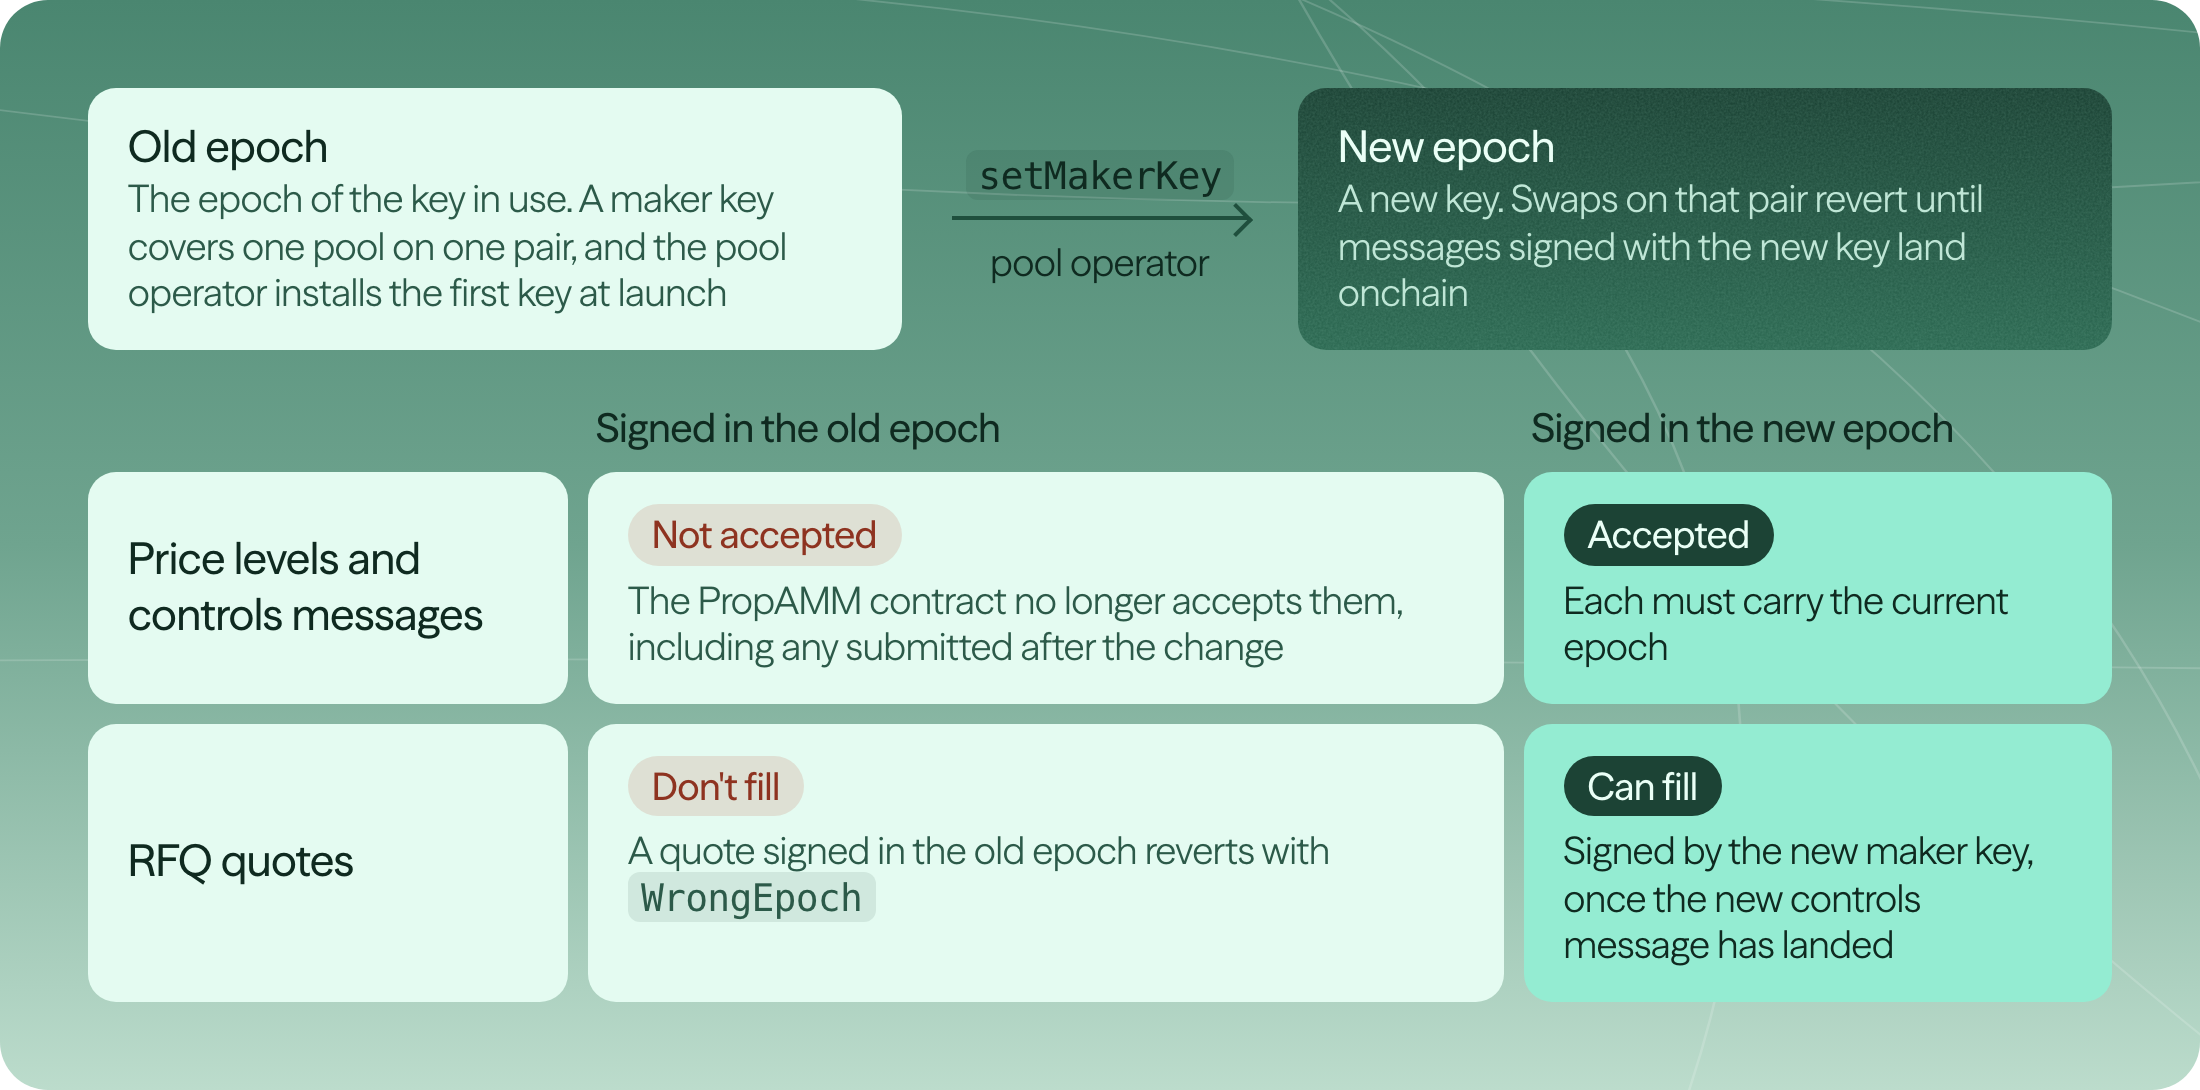 Old epoch
The epoch of the key in use. A maker key
covers one pool on one pair, and the pool
operator installs the first key at launch
setMakerKey
pool operator
New epoch
A new key. Swaps on that pair revert until
messages signed with the new key land
onchain
Signed in the old epoch
Signed in the new epoch
Price levels and
controls messages
Not accepted
The PropAMM contract no longer accepts them,
including any submitted after the change
Accepted
Each must carry the current
epoch
RFQ quotes
Don't fill
A quote signed in the old epoch reverts with
WrongEpoch
Can fill
Signed by the new maker key,
once the new controls
message has landed